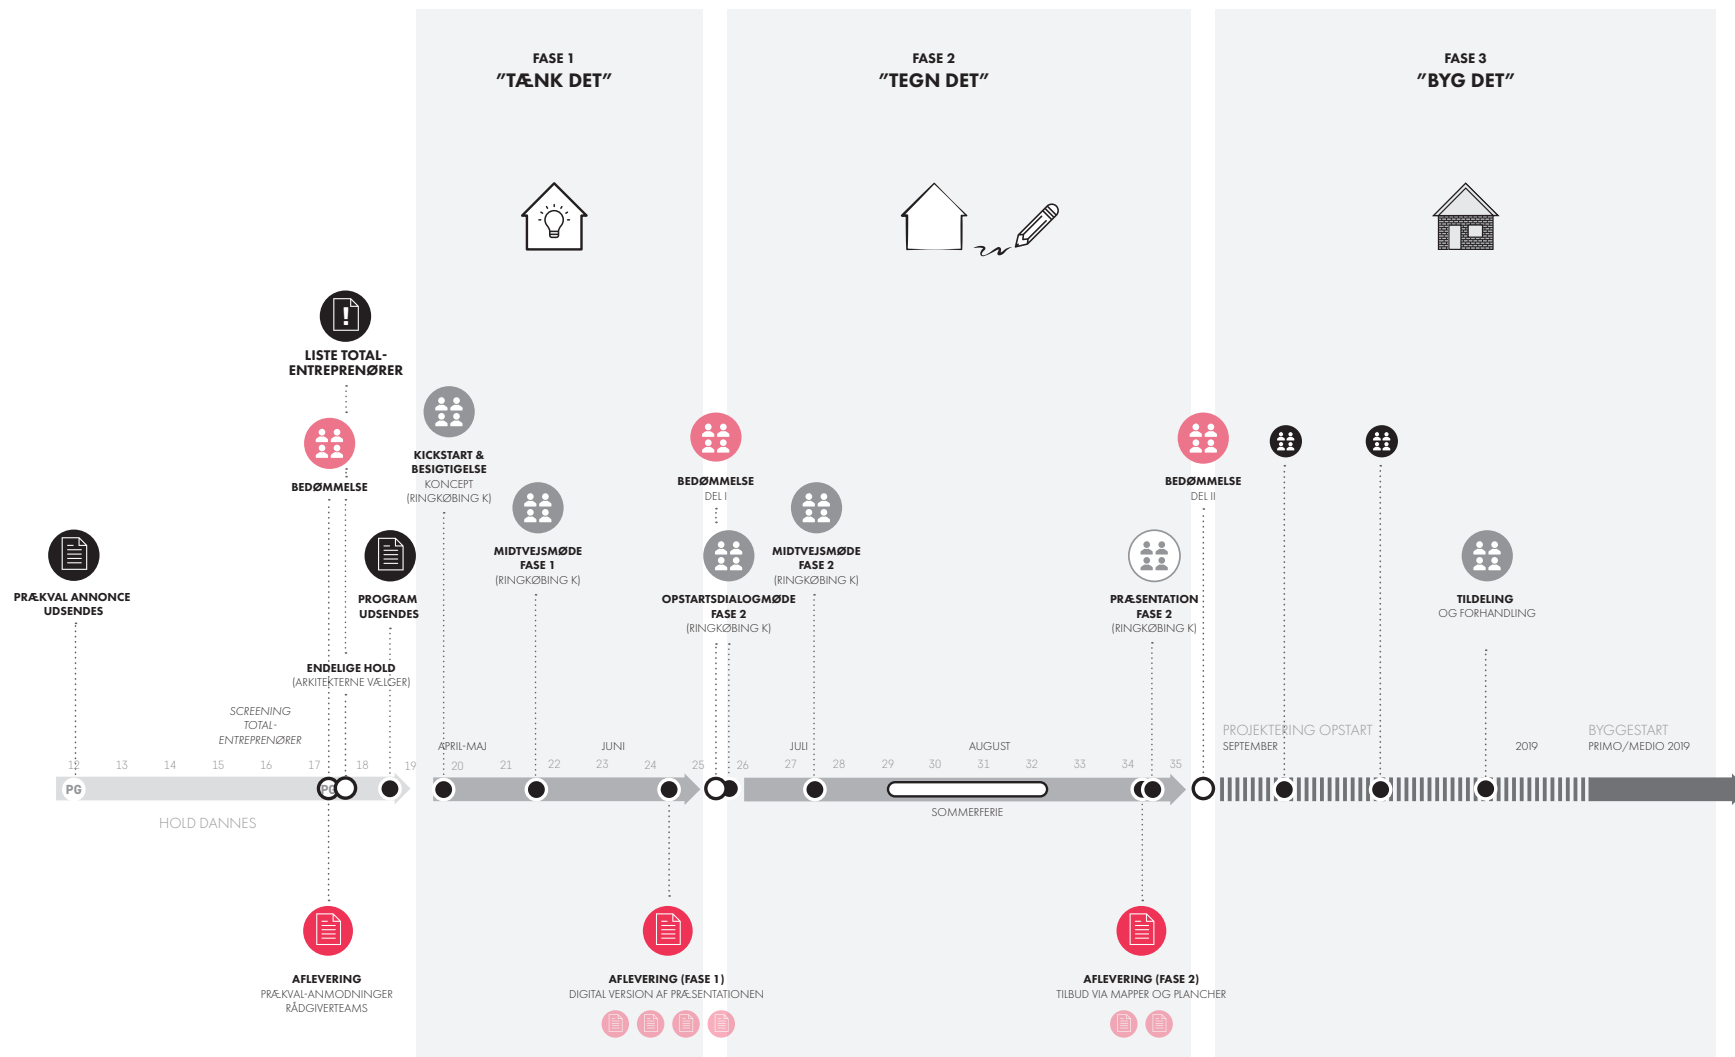 FASE 1
”TÆNK DET”
FASE 2
”TEGN DET”
FASE 3
”BYG DET”
!
LISTE TOTAL-
ENTREPRENØRER
BEDØMMELSE
KICKSTART &
BESIGTIGELSE
KONCEPT
(RINGKØBING K)
MIDTVEJSMØDE
FASE 1
(RINGKØBING K)
BEDØMMELSE
DEL I
OPSTARTSDIALOGMØDE
FASE 2
(RINGKØBING K)
MIDTVEJSMØDE
FASE 2
(RINGKØBING K)
BEDØMMELSE
DEL II
PRÆSENTATION
FASE 2
(RINGKØBING K)
TILDELING
OG FORHANDLING
PRÆKVAL ANNONCE
UDSENDES
PROGRAM
UDSENDES
ENDELIGE HOLD
(ARKITEKTERNE VÆLGER)
SCREENING
TOTAL-
ENTREPRENØRER
APRIL-MAJ
JUNI
JULI
AUGUST
PROJEKTERING OPSTART
SEPTEMBER
2019
BYGGESTART
PRIMO/MEDIO 2019
12 13 14 15 16 17 18 19 20 21 22 23 24 25 26 27 28 29 30 31 32 33 34 35
PG
PG
HOLD DANNES
SOMMERFERIE
AFLEVERING
PRÆKVAL-ANMODNINGER
RÅDGIVERTEAMS
AFLEVERING (FASE 1)
DIGITAL VERSION AF PRÆSENTATIONEN
AFLEVERING (FASE 2)
TILBUD VIA MAPPER OG PLANCHER